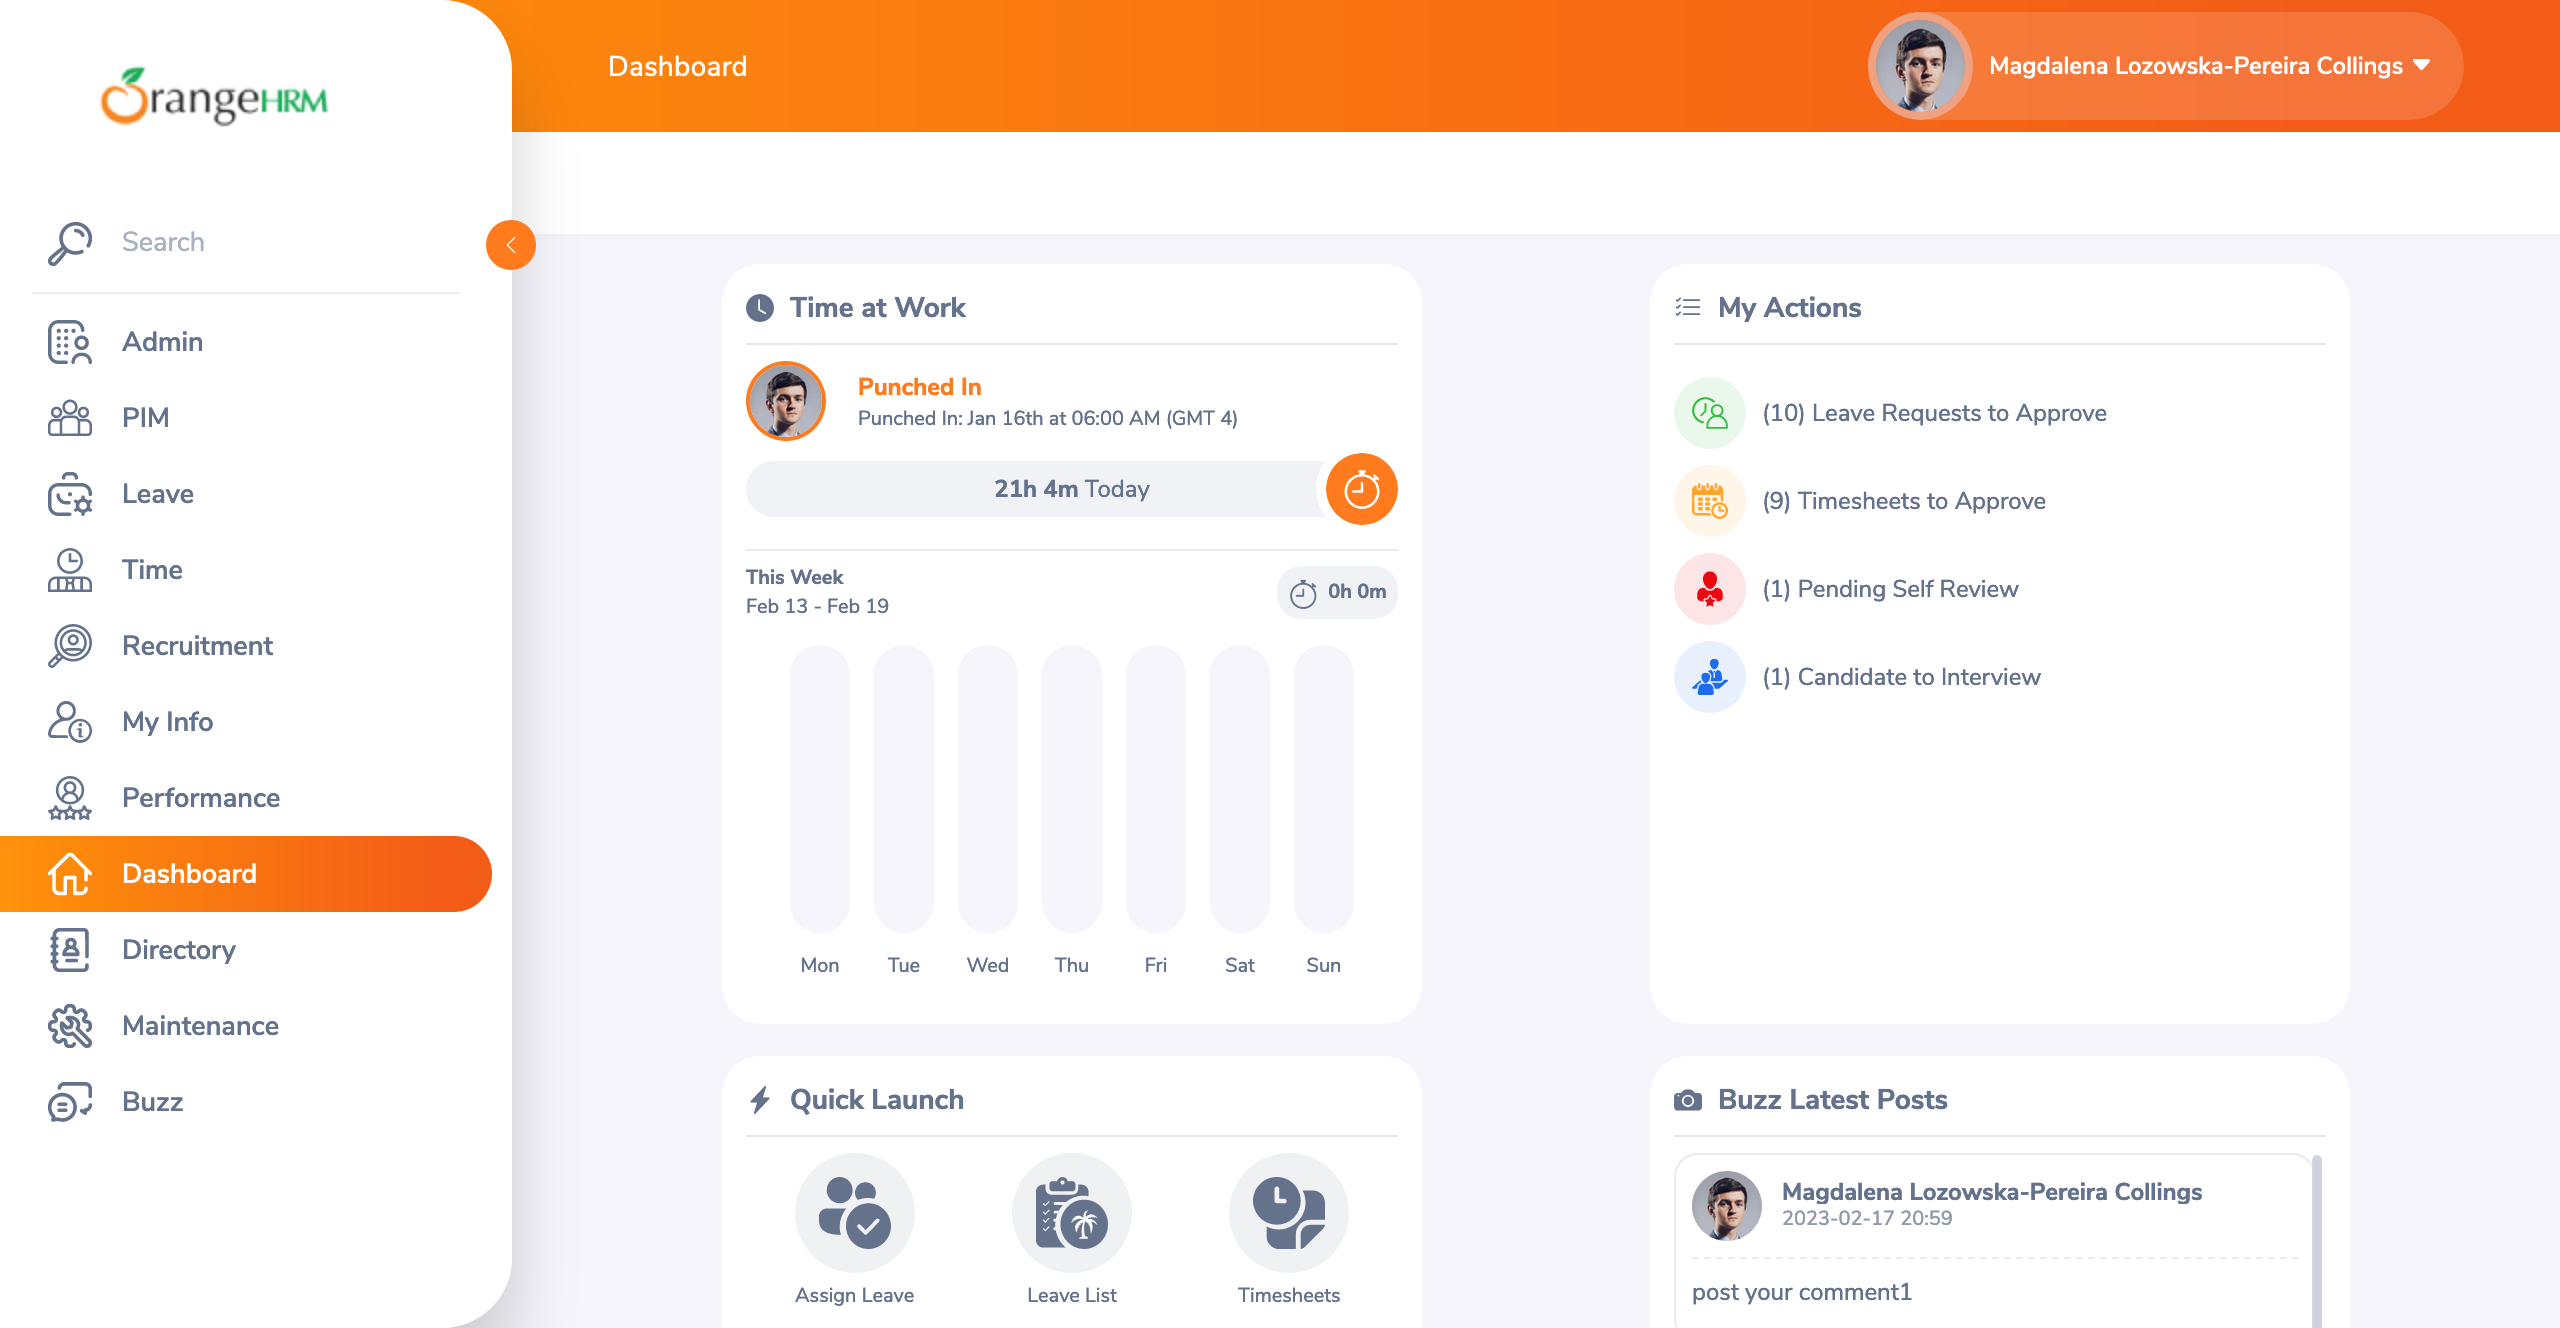 OrangeHRM
Search
Admin
PIM
Leave
Time
Recruitment
My Info
Performance
Dashboard
Directory
Maintenance
Buzz
Dashboard
Magdalena Lozowska-Pereira Collings
Time at Work
Punched In
Punched In: Jan 16th at 06:00 AM (GMT 4)
21h 4m Today
This Week
Feb 13 - Feb 19
0h 0m
Mon Tue Wed Thu Fri Sat Sun
My Actions
(10) Leave Requests to Approve
(9) Timesheets to Approve
(1) Pending Self Review
(1) Candidate to Interview
Quick Launch
Assign Leave
Leave List
Timesheets
Buzz Latest Posts
Magdalena Lozowska-Pereira Collings
2023-02-17 20:59
post your comment1